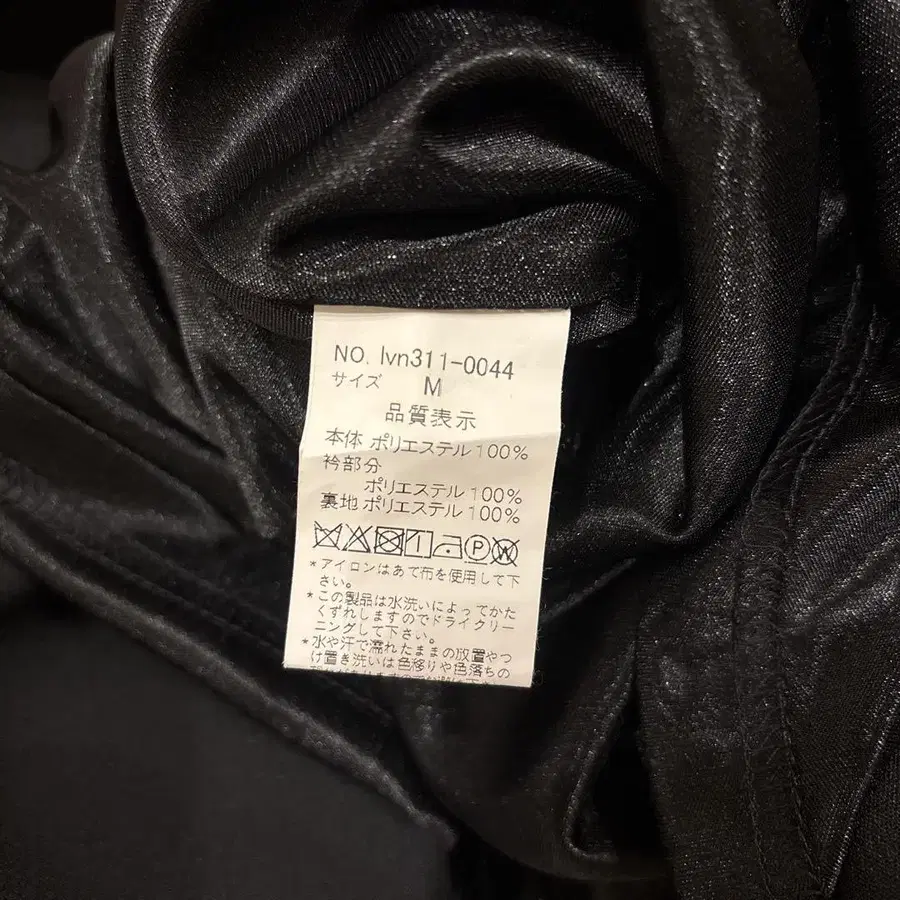 NO. lvn311-0044
サイズ M
品質表示
本体 ポリエステル100%
衿部分
ポリエステル100%
裏地 ポリエステル100%
P W
*アイロンはあて布を使用して下
さい。
*この製品は水洗いによってかた
くずれしますのでドライクリー
ニングして下さい。
*水や汗で濡れたままの放置やつ
け置き洗いは色移りや色落ちの